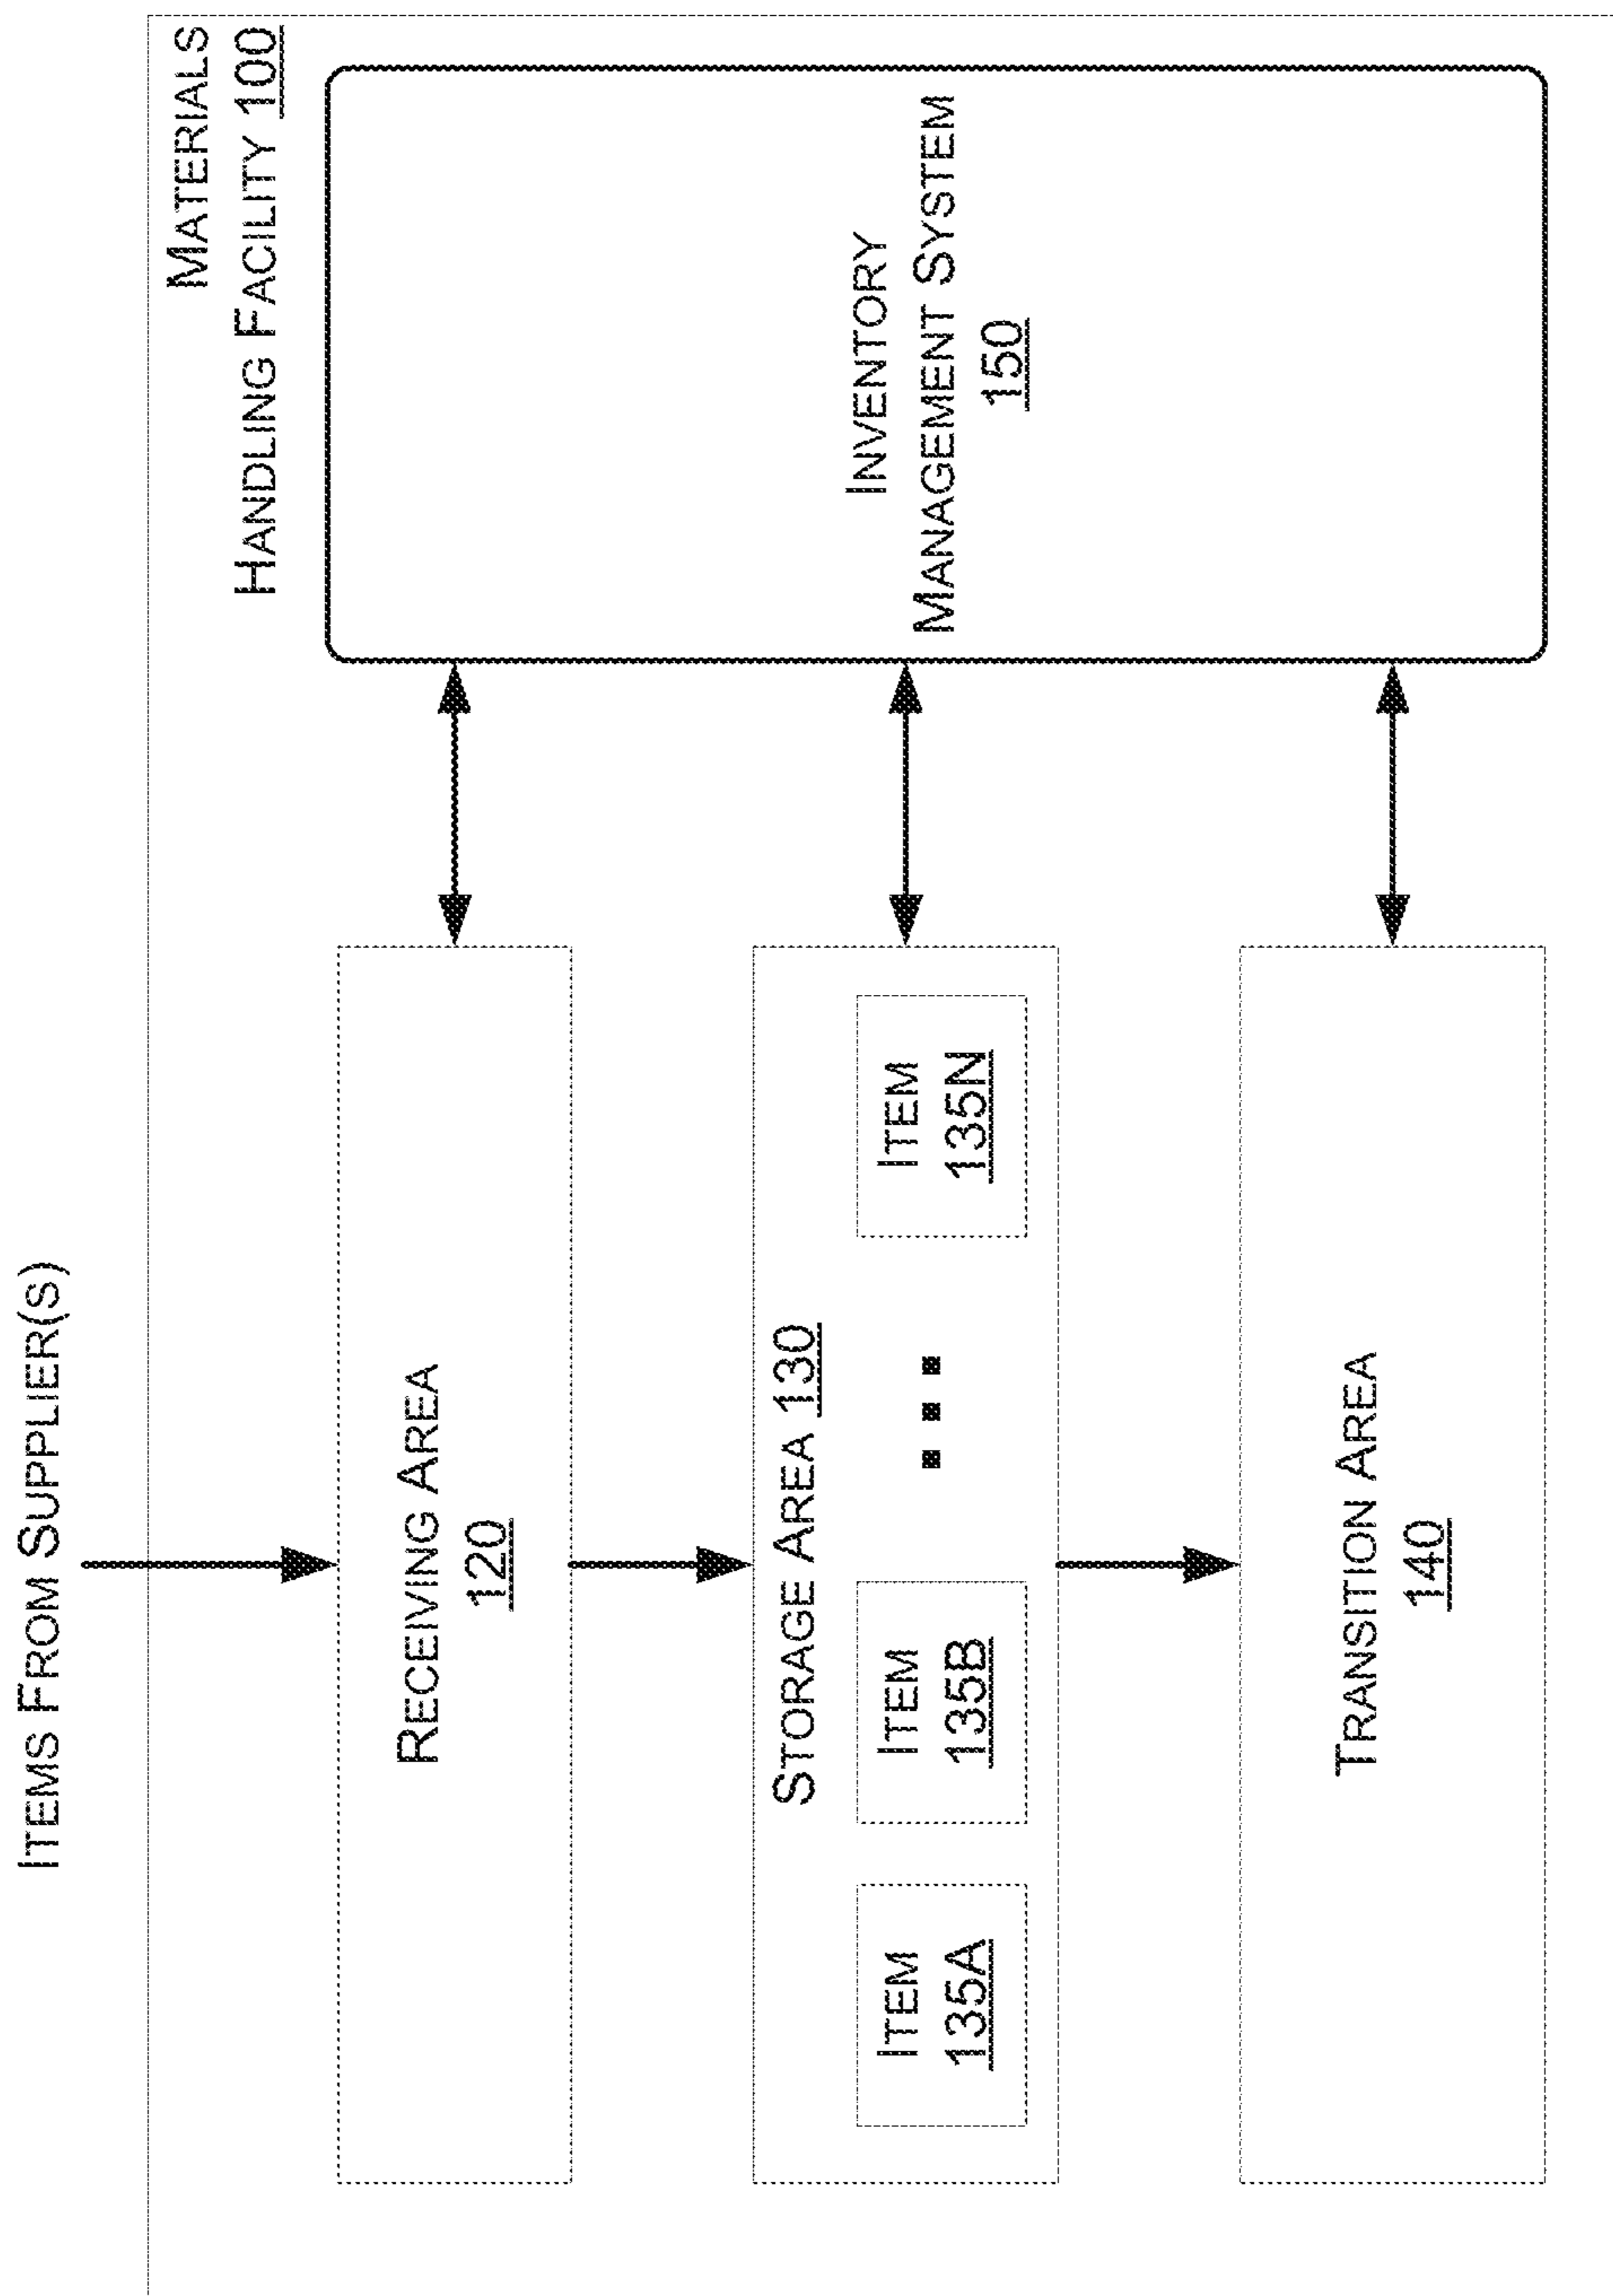 ITEMS FROM SUPPLIER(S)
MATERIALS
HANDLING FACILITY 100
RECEIVING AREA
120
STORAGE AREA 130
ITEM
135A
ITEM
135B
ITEM
135N
TRANSITION AREA
140
INVENTORY
MANAGEMENT SYSTEM
150